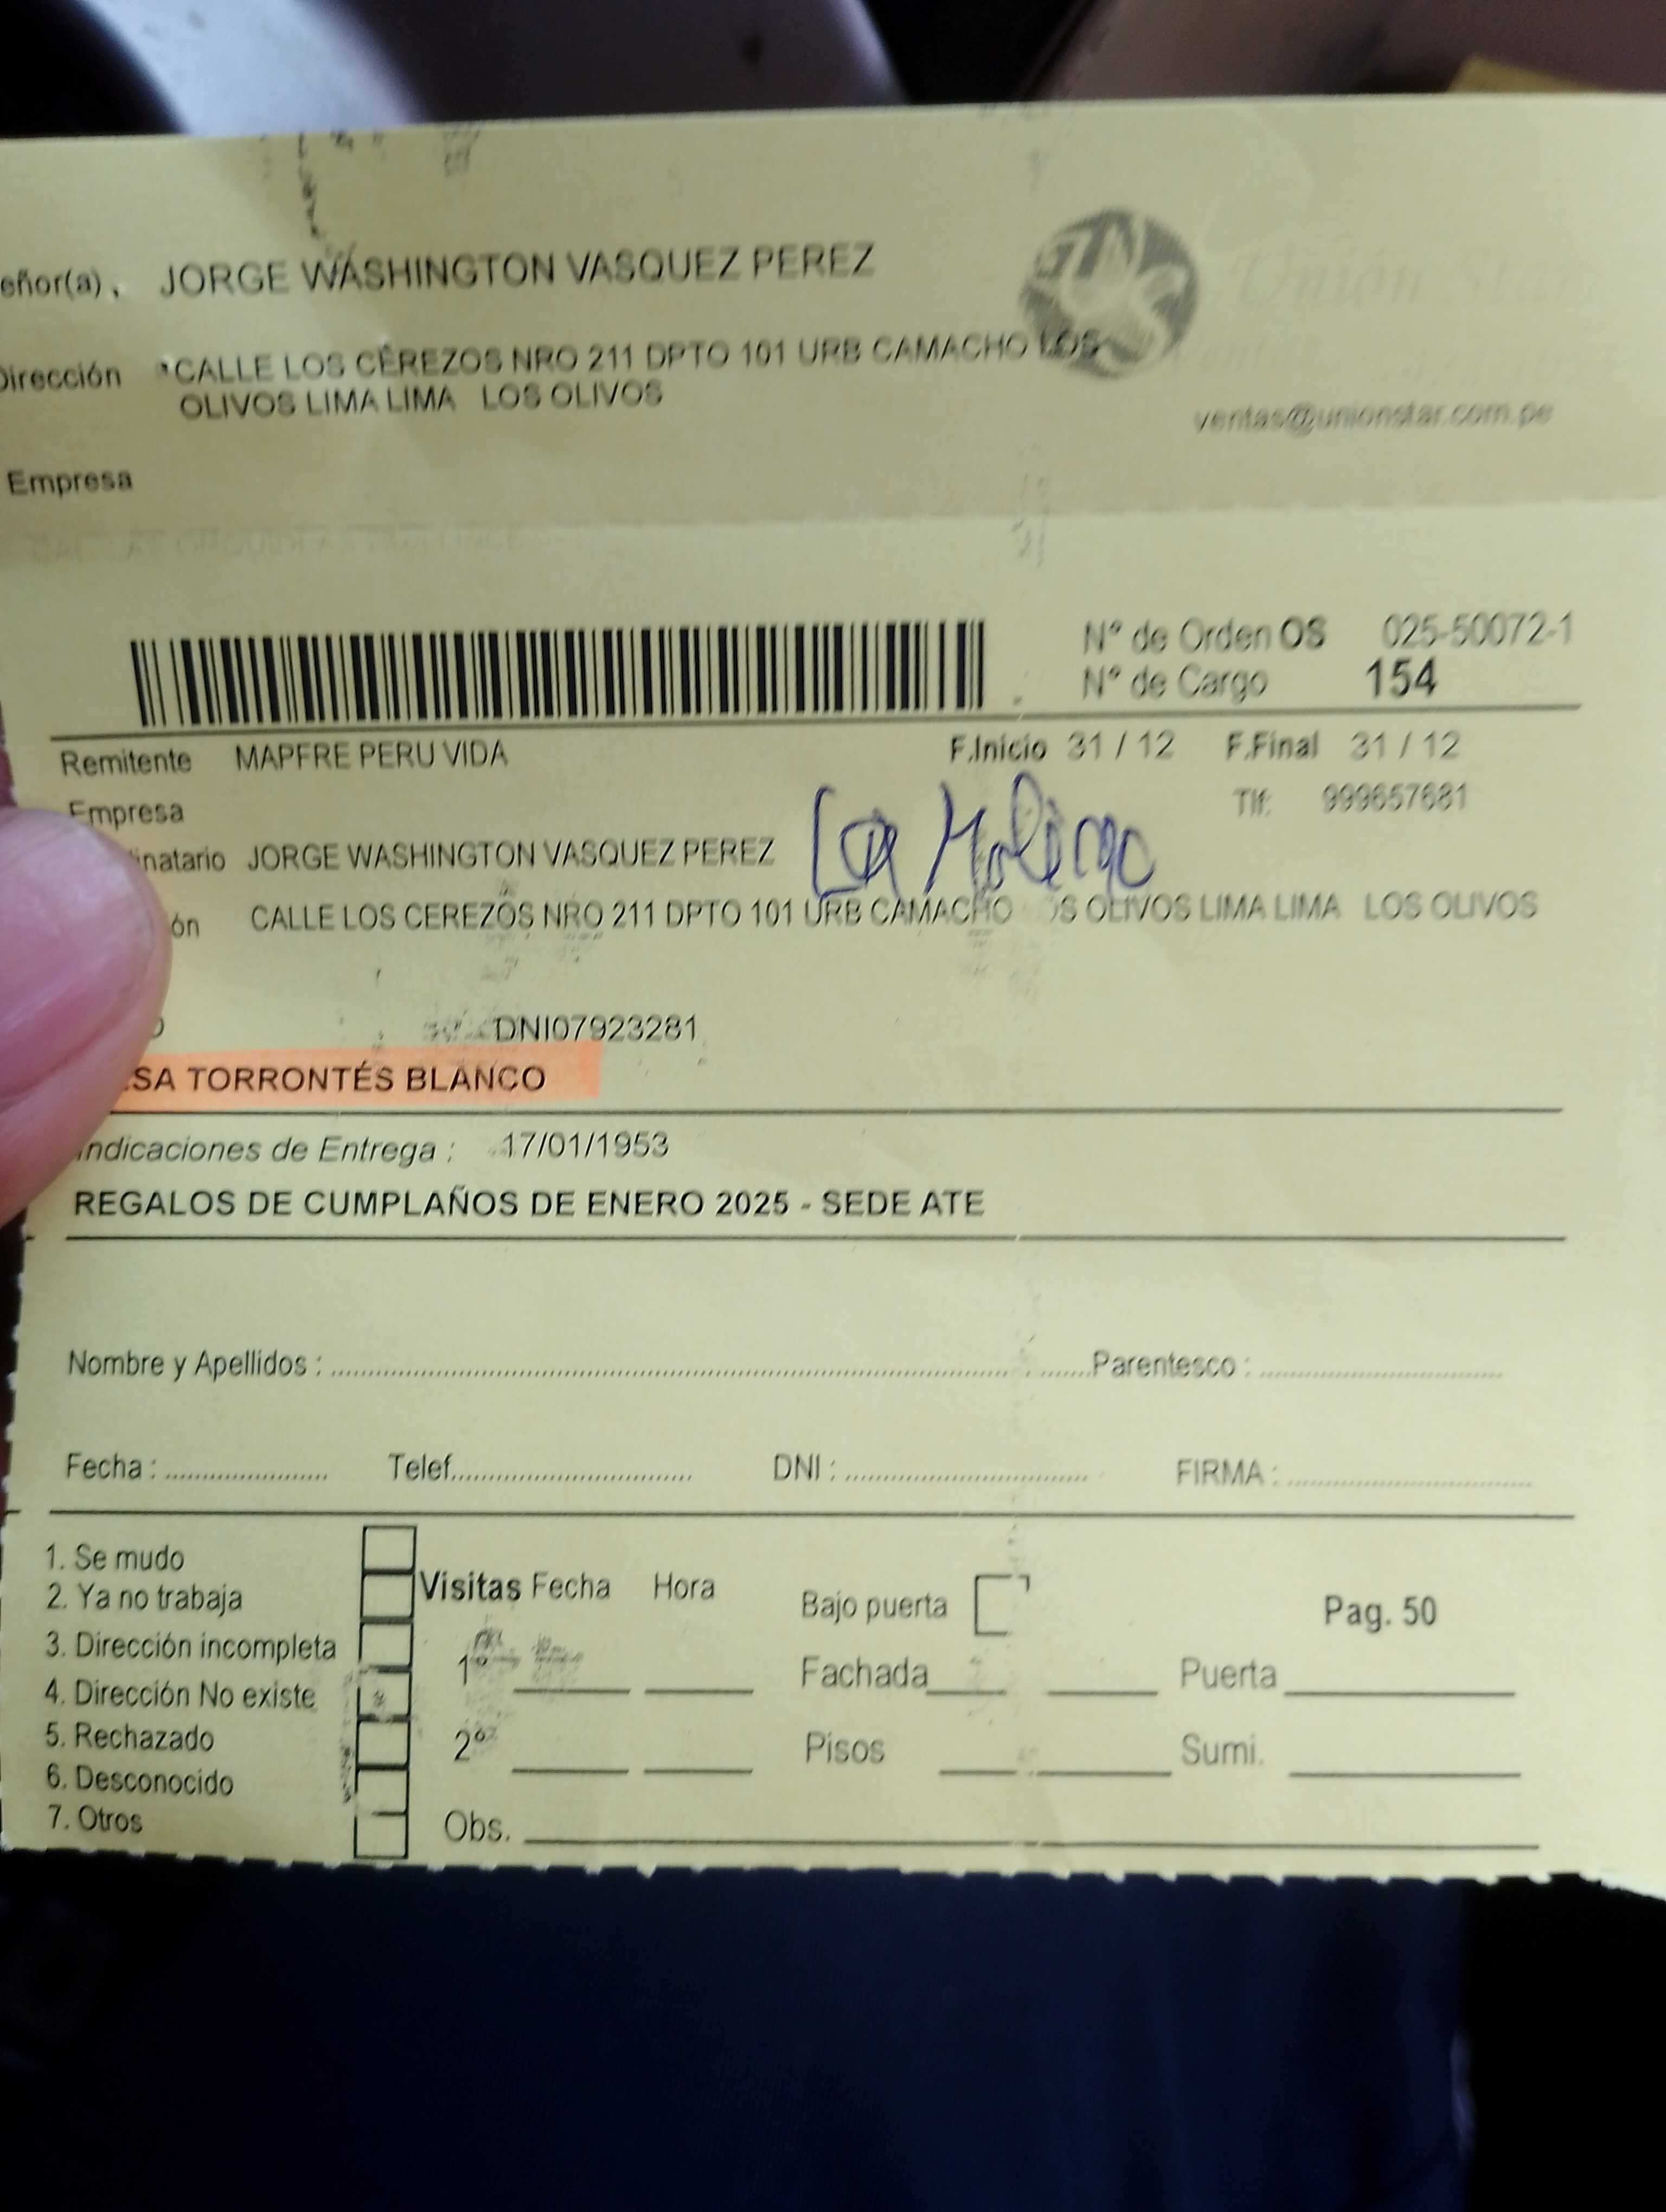 eñor(a). JORGE WASHINGTON VASQUEZ PEREZ
Union Star
Dirección CALLE LOS CEREZOS NRO 211 DPTO 101 URB CAMACHO LOS
OLIVOS LIMA LIMA LOS OLIVOS
ventas@unionstar.com.pe
Empresa
N° de Orden OS 025-50072-1
N° de Cargo 154
Remitente MAPFRE PERU VIDA F.Inicio 31 / 12 F.Final 31 / 12
Empresa Tlf: 999657681
inatario JORGE WASHINGTON VASQUEZ PEREZ La Molina
ón CALLE LOS CEREZOS NRO 211 DPTO 101 URB CAMACHO OS OLIVOS LIMA LIMA LOS OLIVOS
O DNI07923281
SA TORRONTÉS BLANCO
Indicaciones de Entrega : 17/01/1953
REGALOS DE CUMPLAÑOS DE ENERO 2025 - SEDE ATE
Nombre y Apellidos : Parentesco :
Fecha : Telef. DNI : FIRMA :
1. Se mudo
2. Ya no trabaja
3. Dirección incompleta
4. Dirección No existe
5. Rechazado
6. Desconocido
7. Otros
Visitas Fecha Hora
1°
2°
Obs.
Bajo puerta
Fachada
Pisos
Pag. 50
Puerta
Sumi.